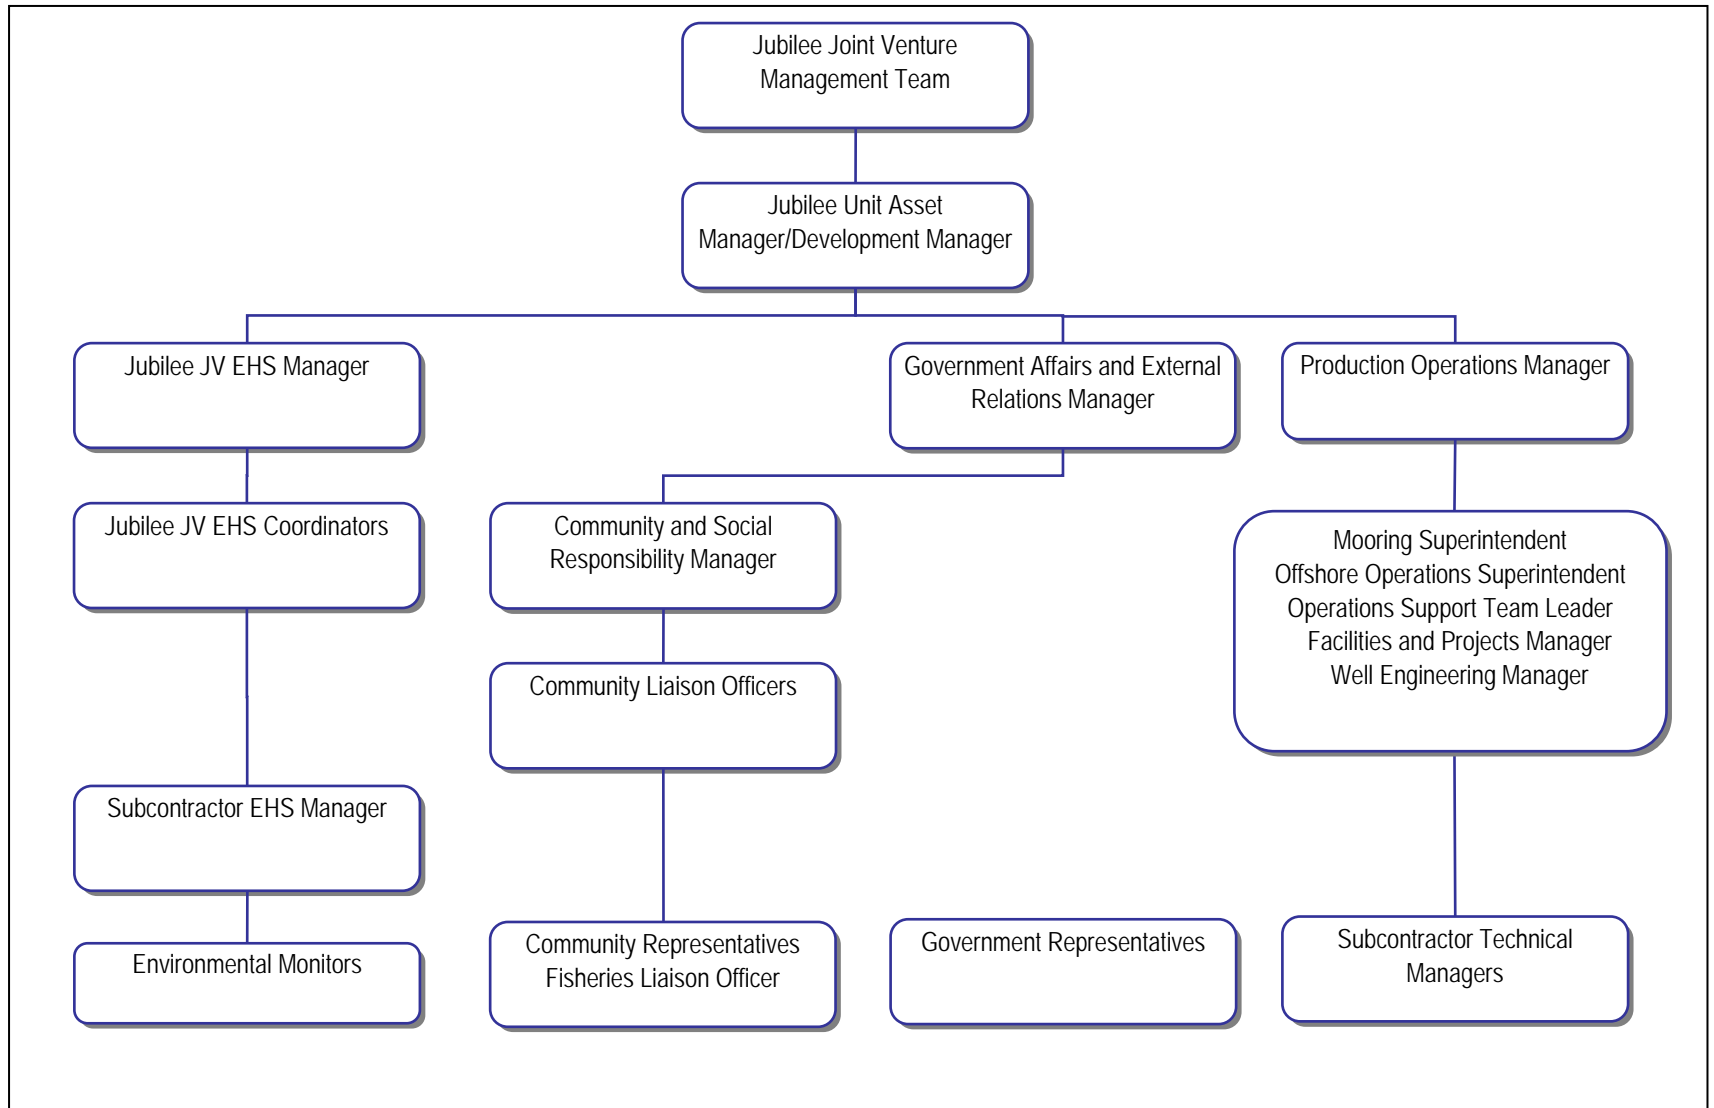 Jubilee Joint Venture
Management Team
Jubilee Unit Asset
Manager/Development Manager
Jubilee JV EHS Manager
Government Affairs and External
Relations Manager
Production Operations Manager
Jubilee JV EHS Coordinators
Community and Social
Responsibility Manager
Mooring Superintendent
Offshore Operations Superintendent
Operations Support Team Leader
Facilities and Projects Manager
Well Engineering Manager
Community Liaison Officers
Subcontractor EHS Manager
Environmental Monitors
Community Representatives
Fisheries Liaison Officer
Government Representatives
Subcontractor Technical
Managers